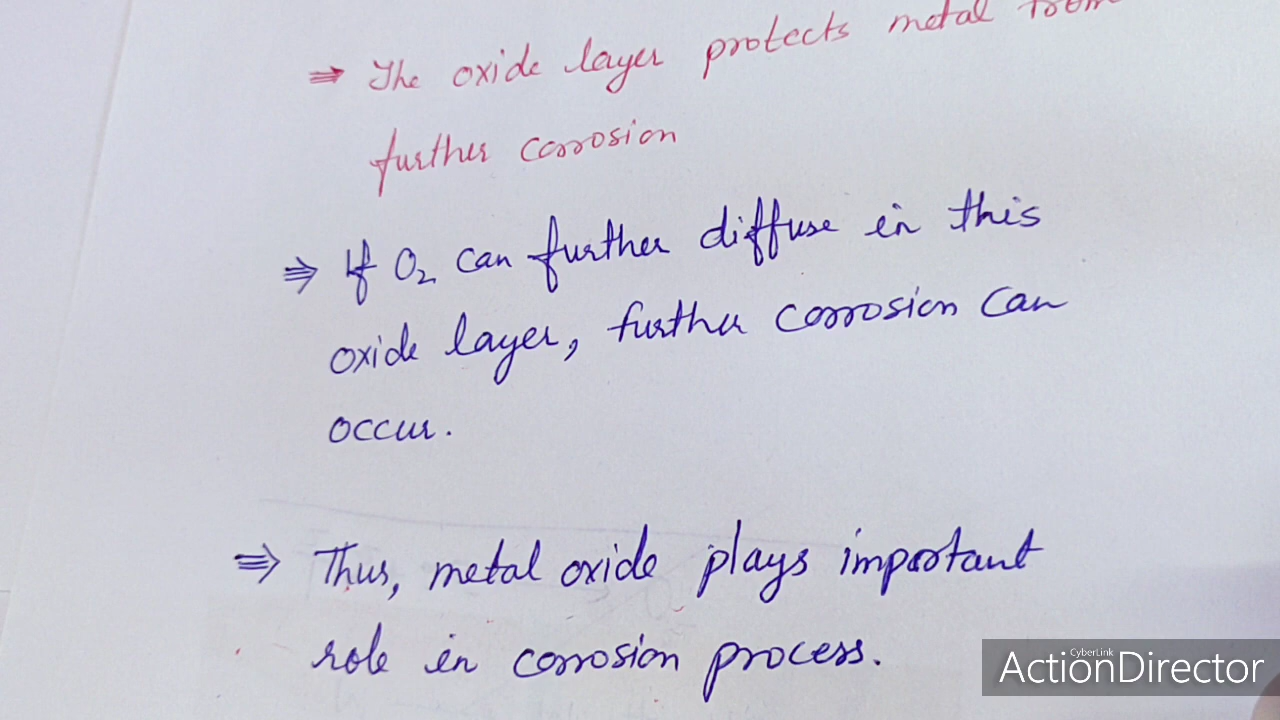 ⇒ The oxide layer protects metal from
further corrosion
⇒ If O₂ can further diffuse in this
oxide layer, further corrosion can
occur.
⇒ Thus, metal oxide plays important
role in corrosion process.
CyberLink
ActionDirector